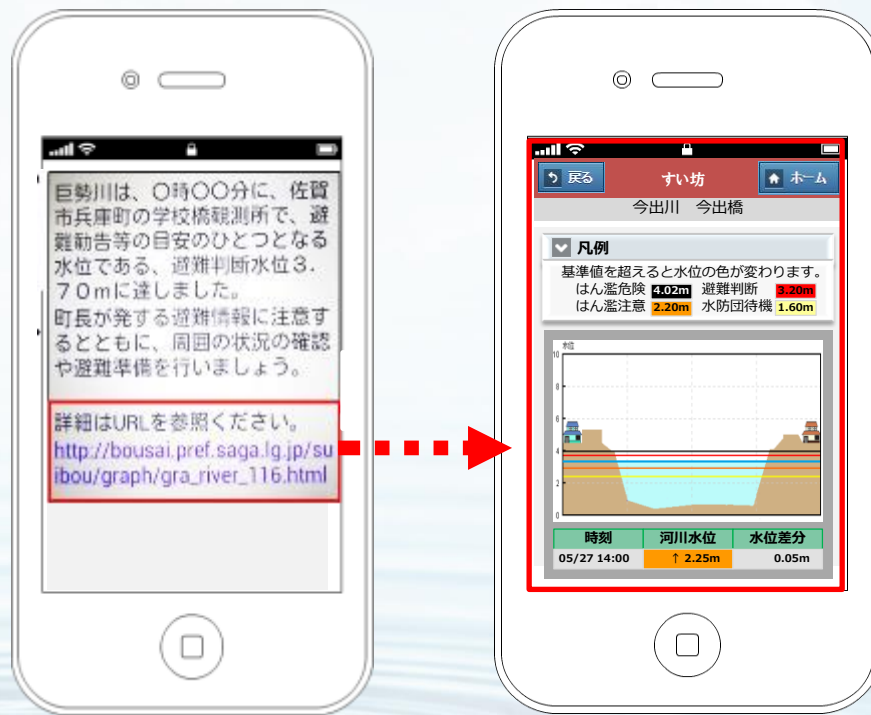 巨勢川は、〇時〇〇分に、佐賀
市兵庫町の学校橋観測所で、避
難勧告等の目安のひとつとなる
水位である、避難判断水位3.
70mに達しました。
町長が発する避難情報に注意す
るとともに、周囲の状況の確認
や避難準備を行いましょう。
詳細はURLを参照ください。
http://bousai.pref.saga.lg.jp/su
ibou/graph/gra_river_116.html
戻る すい坊 ホーム
今出川 今出橋
凡例
基準値を超えると水位の色が変わります。
はん濫危険 4.02m 避難判断 3.20m
はん濫注意 2.20m 水防団待機 1.60m
水位
10
8
6
4
2
0
時刻 河川水位 水位差分
05/27 14:00 ↑ 2.25m 0.05m